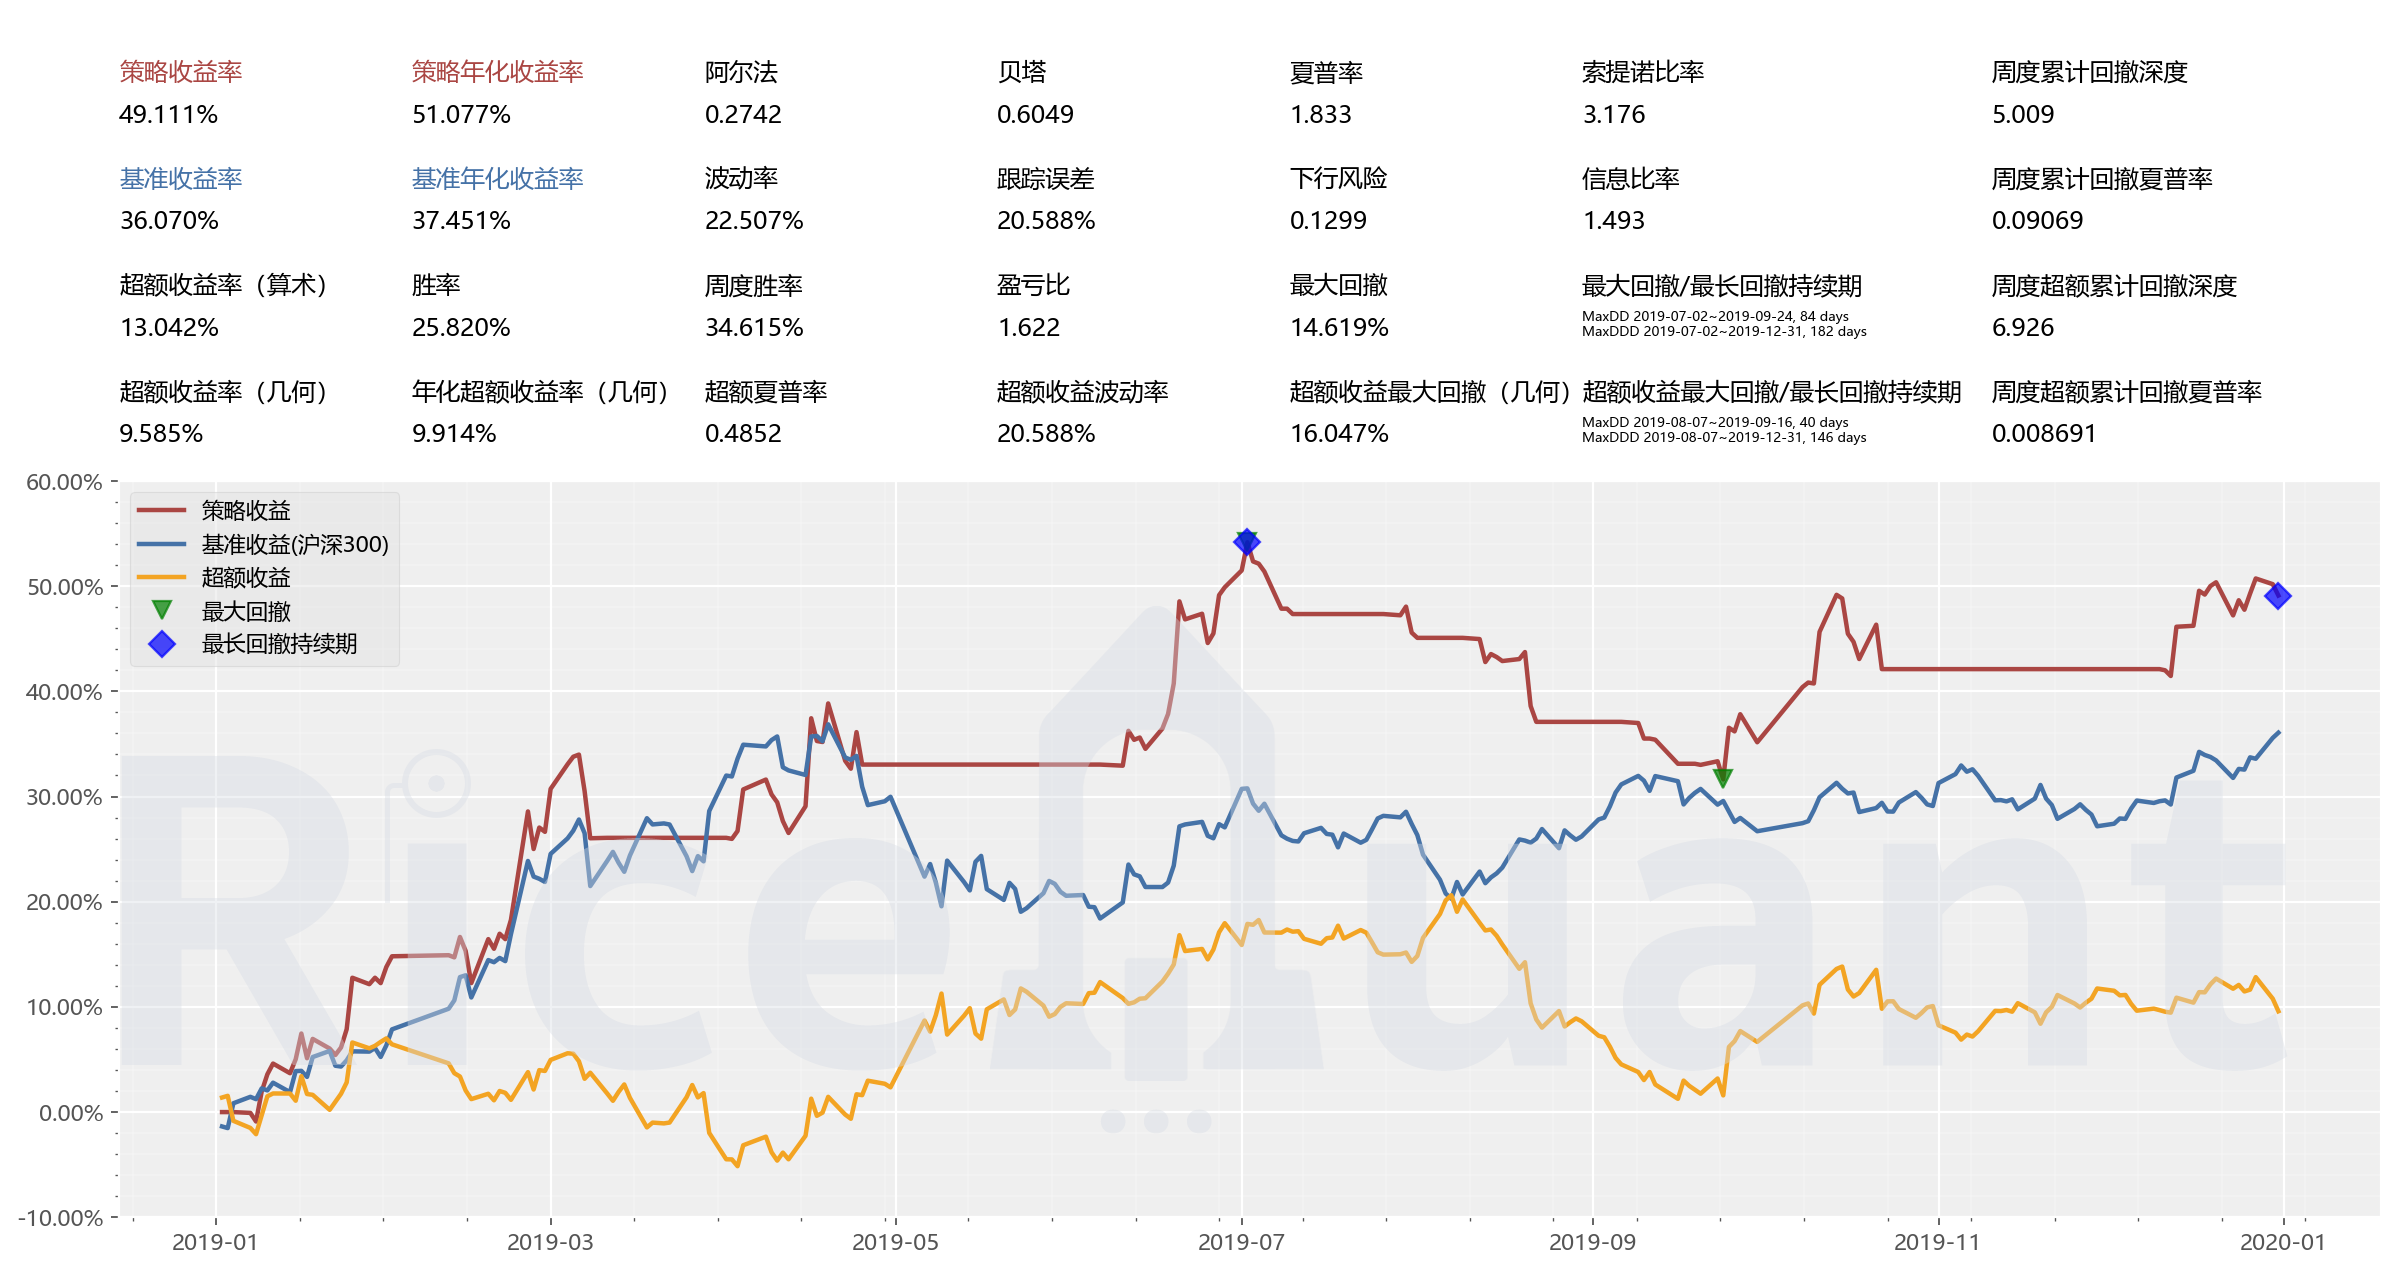 策略收益率 策略年化收益率 阿尔法 贝塔 夏普率 索提诺比率 周度累计回撤深度
49.111% 51.077% 0.2742 0.6049 1.833 3.176 5.009
基准收益率 基准年化收益率 波动率 跟踪误差 下行风险 信息比率 周度累计回撤夏普率
36.070% 37.451% 22.507% 20.588% 0.1299 1.493 0.09069
超额收益率（算术） 胜率 周度胜率 盈亏比 最大回撤 最大回撤/最长回撤持续期 周度超额累计回撤深度
13.042% 25.820% 34.615% 1.622 14.619% MaxDD 2019-07-02~2019-09-24, 84 days
MaxDDD 2019-07-02~2019-12-31, 182 days
6.926
超额收益率（几何） 年化超额收益率（几何） 超额夏普率 超额收益波动率 超额收益最大回撤（几何） 超额收益最大回撤/最长回撤持续期 周度超额累计回撤夏普率
9.585% 9.914% 0.4852 20.588% 16.047% MaxDD 2019-08-07~2019-09-16, 40 days
MaxDDD 2019-08-07~2019-12-31, 146 days
0.008691
60.00%
50.00%
40.00%
30.00%
20.00%
10.00%
0.00%
-10.00%
策略收益
基准收益(沪深300)
超额收益
最大回撤
最长回撤持续期
RiceQuant
2019-01 2019-03 2019-05 2019-07 2019-09 2019-11 2020-01